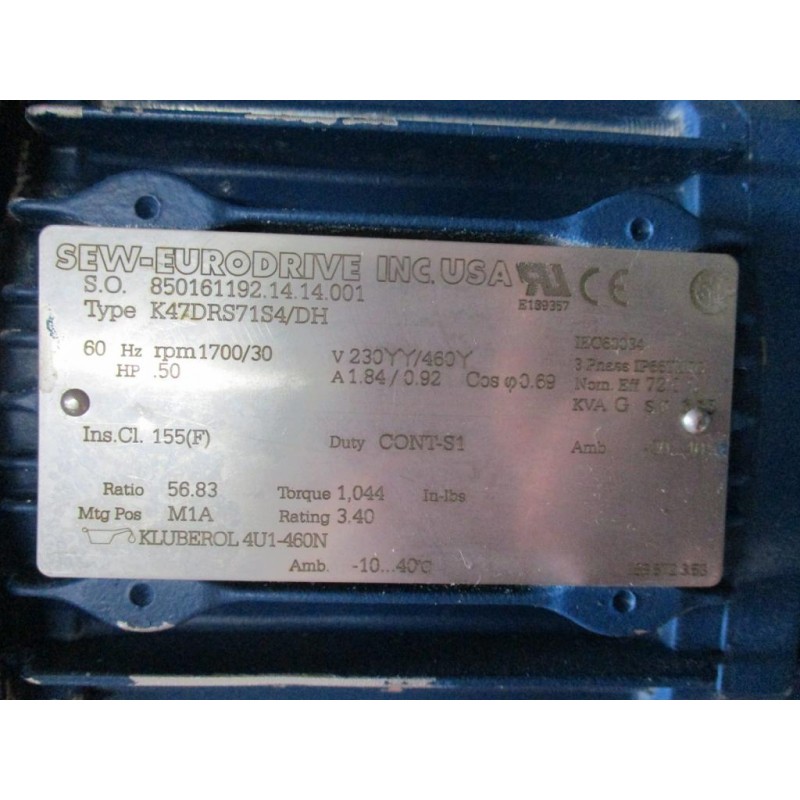 SEW-EURODRIVE INC. USA
E189357
S.O. 850161192.14.14.001
Type K47DRS71S4/DH
60 Hz rpm 1700/30 V 230YY/460Y IEC60034
HP .50 A 1.84 / 0.92 Cos φ 0.69 3 Phase
Nom. Eff
KVA G
Ins.Cl. 155(F) Duty CONT-S1 Amb
Ratio 56.83 Torque 1,044 In-lbs
Mtg Pos M1A Rating 3.40
KLUBEROL 4U1-460N
Amb. -10...40°C